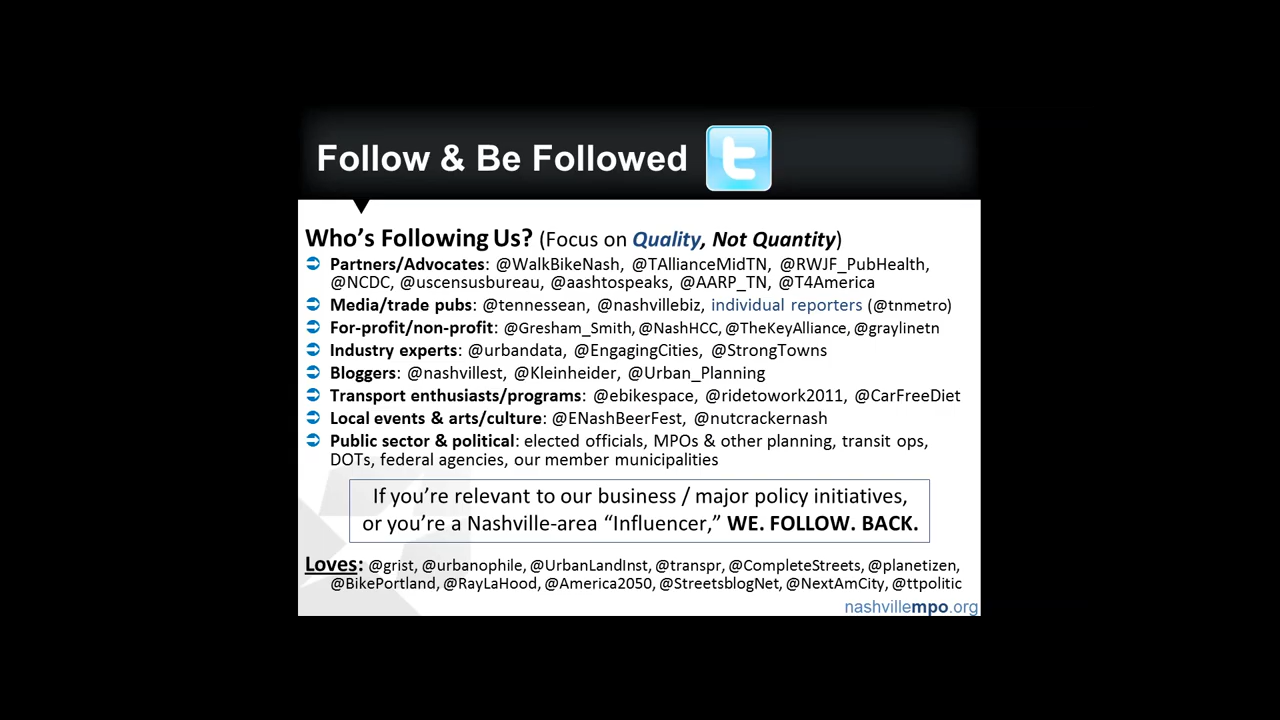 Follow & Be Followed
Who's Following Us? (Focus on Quality, Not Quantity)
Partners/Advocates: @WalkBikeNash, @TAllianceMidTN, @RWJF_PubHealth,
@NCDC, @uscensusbureau, @aashtospeaks, @AARP_TN, @T4America
Media/trade pubs: @tennessean, @nashvillebiz, individual reporters (@tnmetro)
For-profit/non-profit: @Gresham_Smith, @NashHCC, @TheKeyAlliance, @graylinetn
Industry experts: @urbandata, @EngagingCities, @StrongTowns
Bloggers: @nashvillest, @Kleinheider, @Urban_Planning
Transport enthusiasts/programs: @ebikespace, @ridetowork2011, @CarFreeDiet
Local events & arts/culture: @ENashBeerFest, @nutcrackernash
Public sector & political: elected officials, MPOs & other planning, transit ops,
DOTs, federal agencies, our member municipalities
If you're relevant to our business / major policy initiatives,
or you're a Nashville-area “Influencer,” WE. FOLLOW. BACK.
Loves: @grist, @urbanophile, @UrbanLandInst, @transpr, @CompleteStreets, @planetizen,
@BikePortland, @RayLaHood, @America2050, @StreetsblogNet, @NextAmCity, @ttpolitic
nashvillempo.org